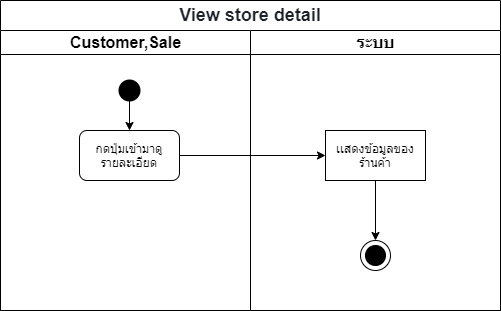 View store detail
Customer,Sale
ระบบ
กดปุ่มเข้ามาดู
รายละเอียด
แสดงข้อมูลของ
ร้านค้า